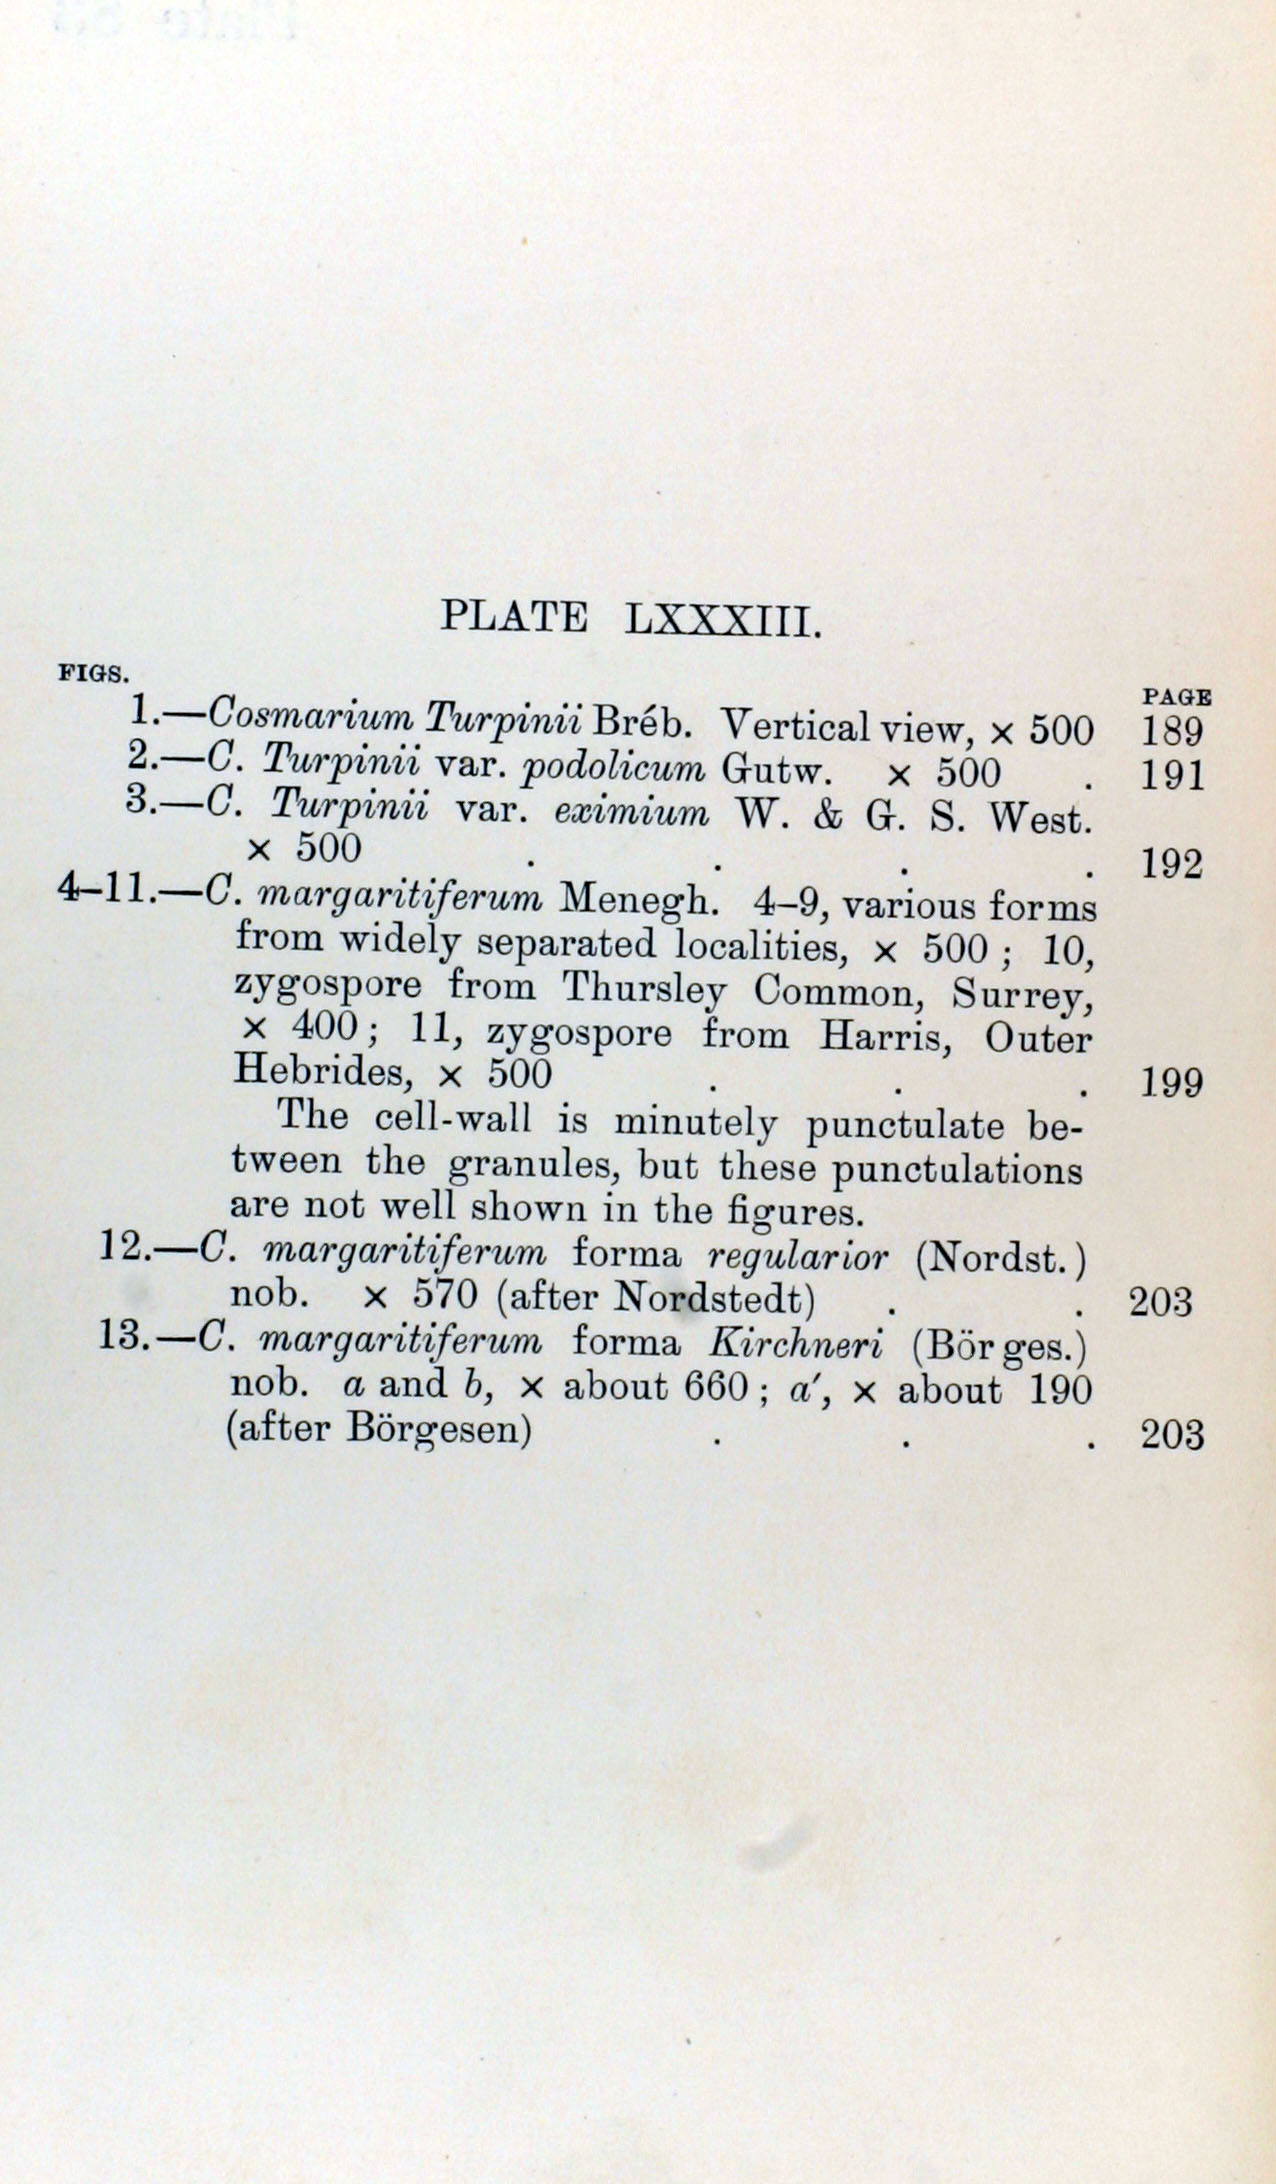 PLATE LXXXIII.
FIGS.
PAGE
1.—Cosmarium Turpinii Bréb. Vertical view, × 500 189
2.—C. Turpinii var. podolicum Gutw. × 500 . 191
3.—C. Turpinii var. eximium W. & G. S. West.
× 500 . . . . 192
4–11.—C. margaritiferum Menegh. 4–9, various forms
from widely separated localities, × 500 ; 10,
zygospore from Thursley Common, Surrey,
× 400 ; 11, zygospore from Harris, Outer
Hebrides, × 500 . . . 199
The cell-wall is minutely punctulate be-
tween the granules, but these punctulations
are not well shown in the figures.
12.—C. margaritiferum forma regularior (Nordst.)
nob. × 570 (after Nordstedt) . . 203
13.—C. margaritiferum forma Kirchneri (Börges.)
nob. a and b, × about 660 ; a′, × about 190
(after Börgesen) . . . 203